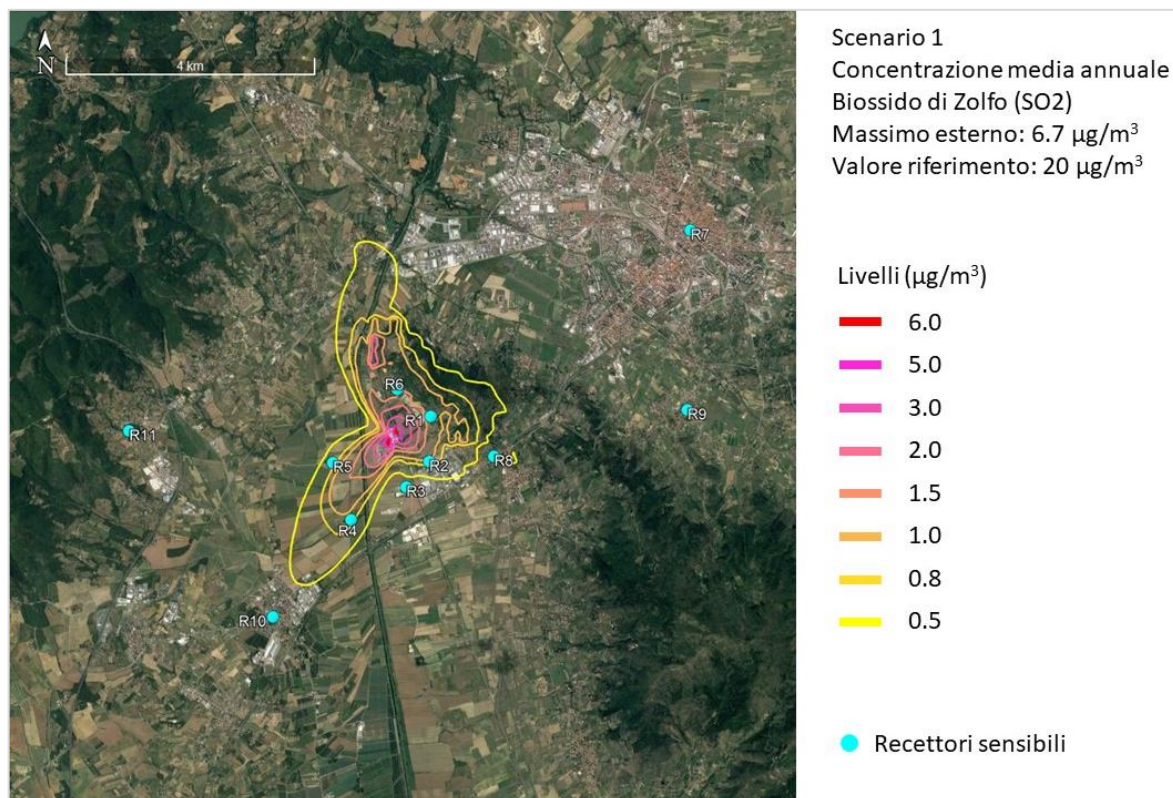 Scenario 1
Concentrazione media annuale
Biossido di Zolfo (SO2)
Massimo esterno: 6.7 µg/m³
Valore riferimento: 20 µg/m³
Livelli (µg/m³)
6.0
5.0
3.0
2.0
1.5
1.0
0.8
0.5
Recettori sensibili
N
4 km
R7
R6
R1
R9
R11
R5
R2
R8
R3
R4
R10